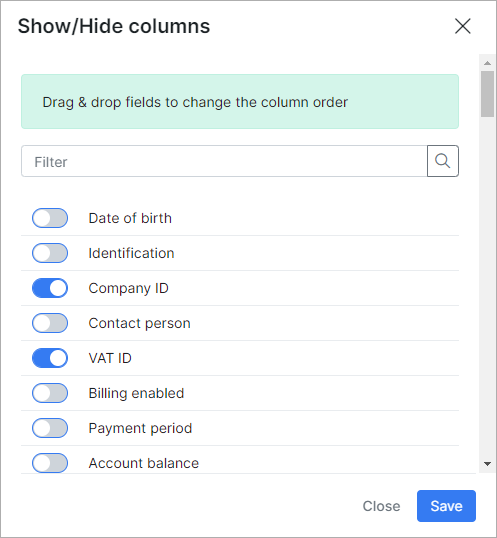 Show/Hide columns
Drag & drop fields to change the column order
Filter
Date of birth
Identification
Company ID
Contact person
VAT ID
Billing enabled
Payment period
Account balance
Close Save